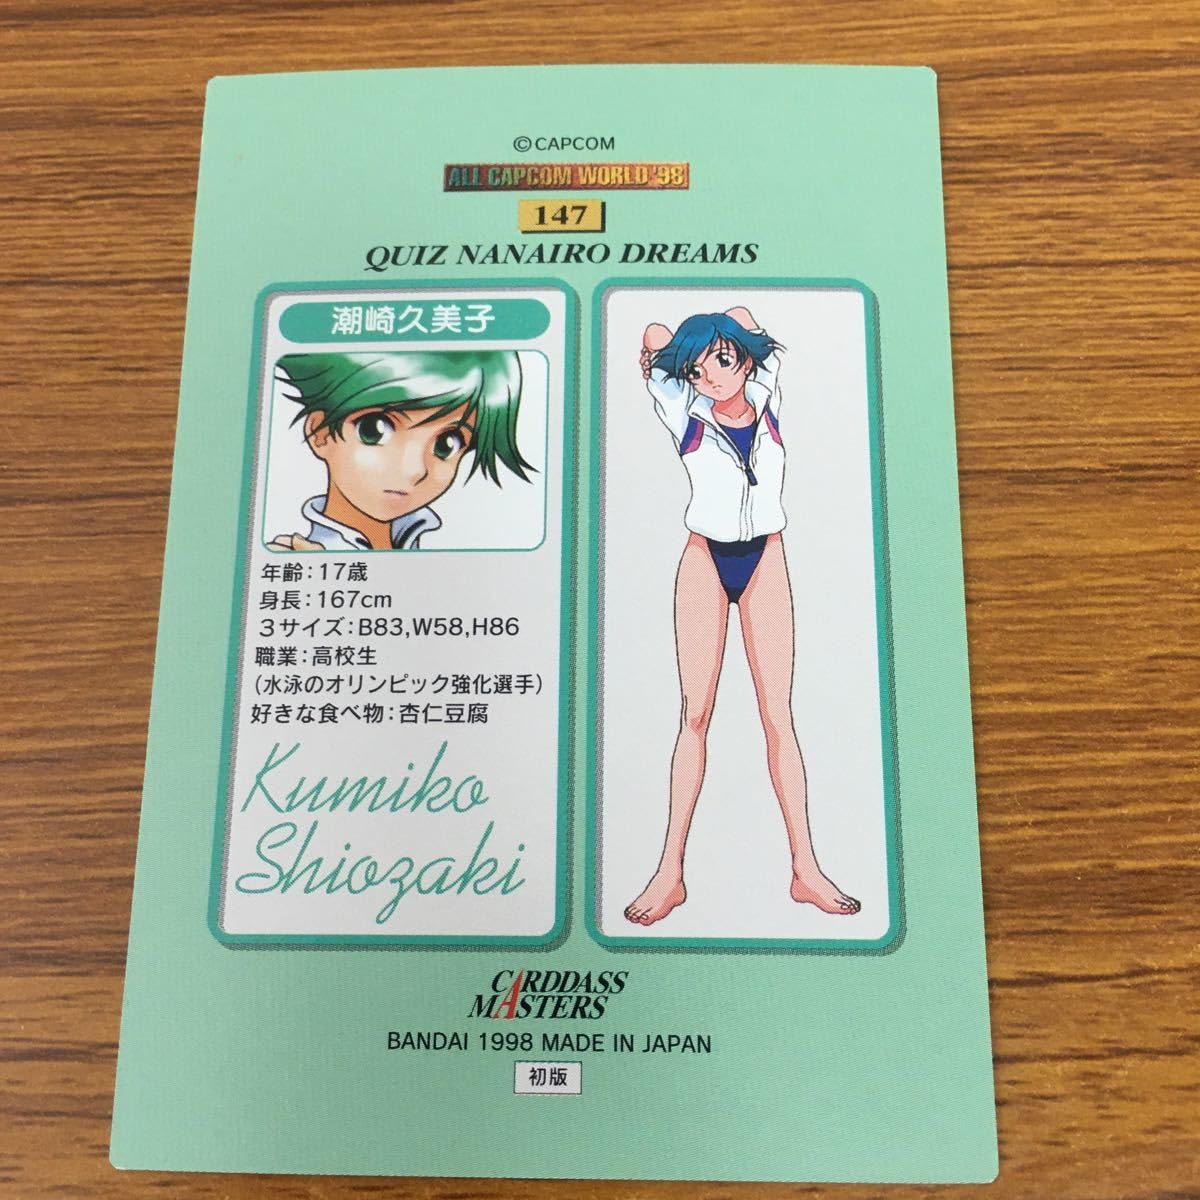 ©CAPCOM
ALL CAPCOM WORLD '98
147
QUIZ NANAIRO DREAMS
潮崎久美子
年齢:17歳
身長:167cm
3サイズ:B83,W58,H86
職業:高校生
(水泳のオリンピック強化選手)
好きな食べ物:杏仁豆腐
Kumiko
Shiozaki
CARDDASS
MASTERS
BANDAI 1998 MADE IN JAPAN
初版